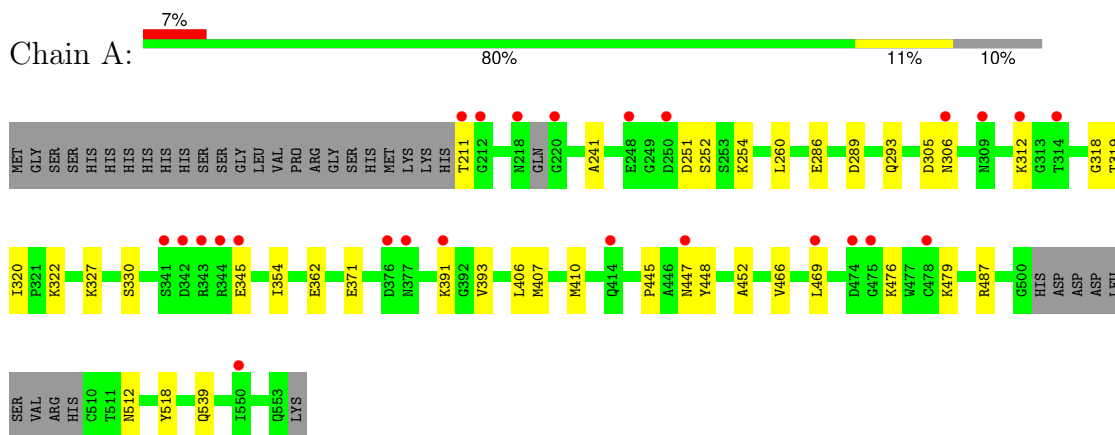 7%
Chain A:
80% 11% 10%
MET GLY SER SER HIS HIS HIS HIS HIS HIS SER SER GLY LEU VAL PRO ARG GLY SER HIS MET LYS LYS HIS T211 G212 N218 GLN G220 A241 E248 G249 D250 D251 S252 S253 K254 L260 E286 D289 Q293 D305 N306 N309 K312 G313 T314 G318 T319
I320 P321 K322 K327 S330 S341 D342 R343 R344 E345 I354 E362 E371 D376 N377 K391 G392 V393 L406 M407 M410 Q414 P445 A446 N447 Y448 A452 V466 L469 D474 G475 K476 W477 C478 K479 R487 G500 HIS ASP ASP ASP LEU
SER VAL ARG HIS C510 T511 N512 Y518 Q539 I550 Q553 LYS